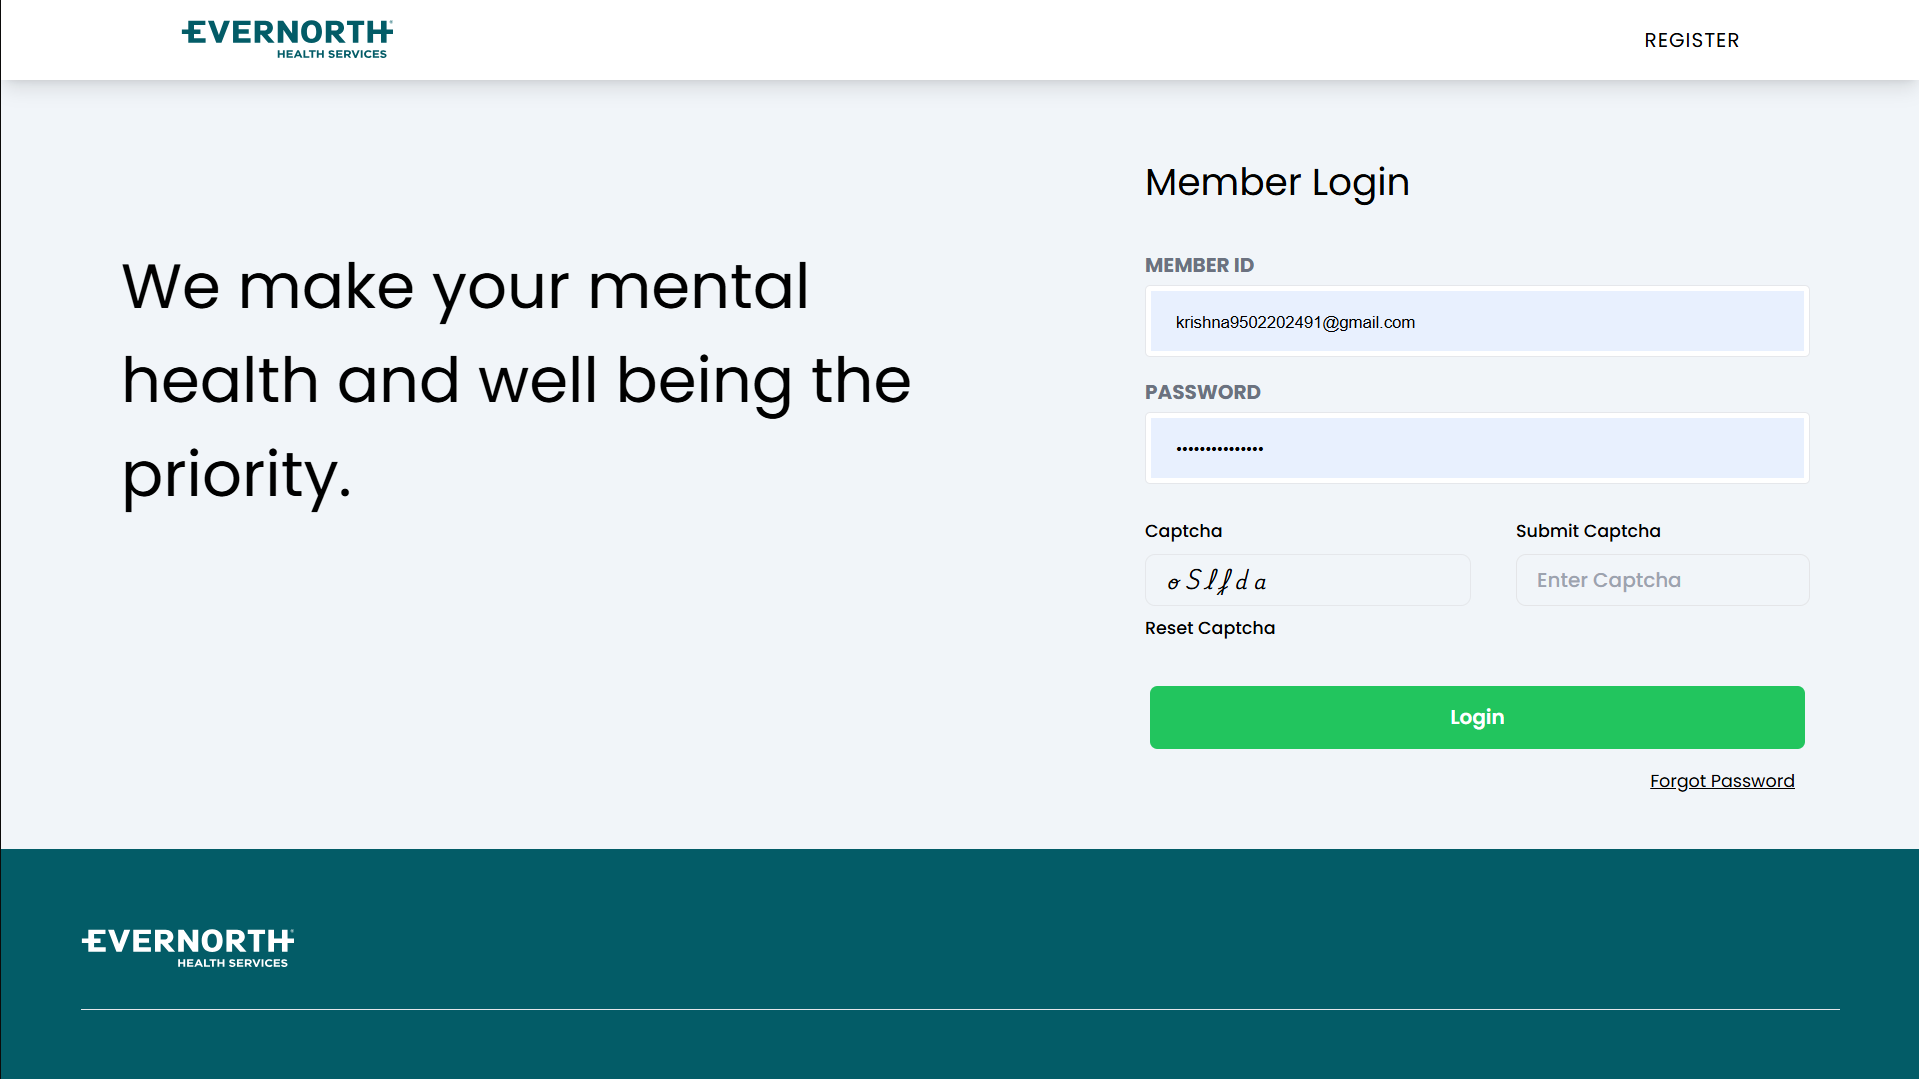 EVERNORTH
HEALTH SERVICES
REGISTER
We make your mental
health and well being the
priority.
Member Login
MEMBER ID
krishna9502202491@gmail.com
PASSWORD
•••••••••••••••
Captcha
Submit Captcha
Enter Captcha
Reset Captcha
Login
Forgot Password
EVERNORTH
HEALTH SERVICES